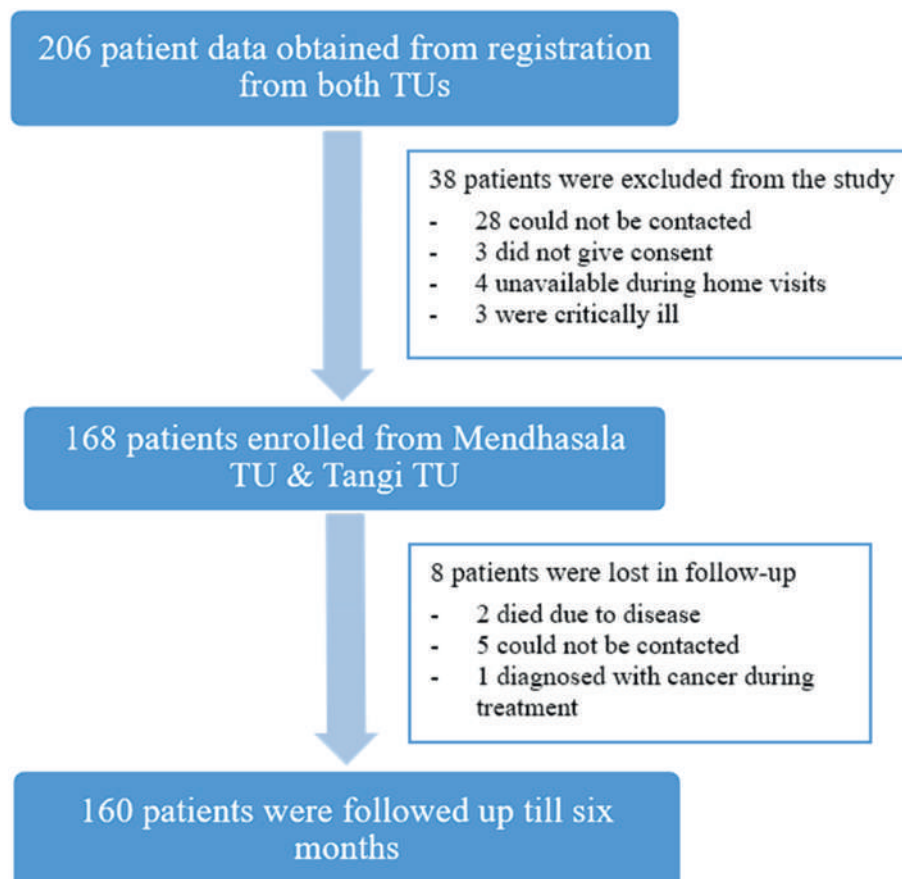 206 patient data obtained from registration
from both TUs
38 patients were excluded from the study
- 28 could not be contacted
- 3 did not give consent
- 4 unavailable during home visits
- 3 were critically ill
168 patients enrolled from Mendhasala
TU & Tangi TU
8 patients were lost in follow-up
- 2 died due to disease
- 5 could not be contacted
- 1 diagnosed with cancer during
treatment
160 patients were followed up till six
months